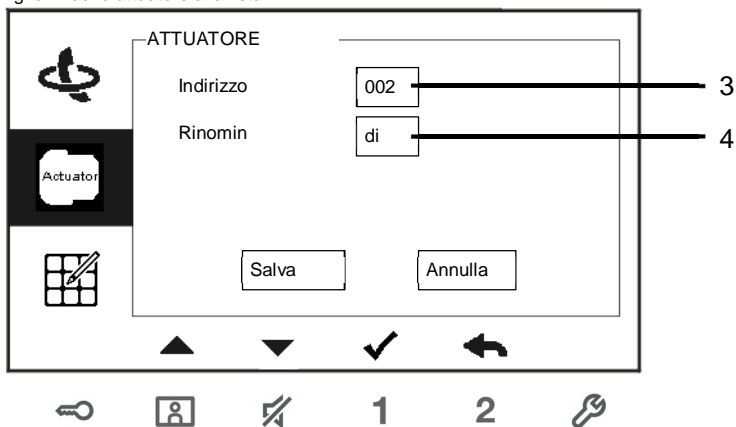 ATTUATORE
Indirizzo 002 3
Rinomin di 4
Actuator
Salva Annulla
1 2